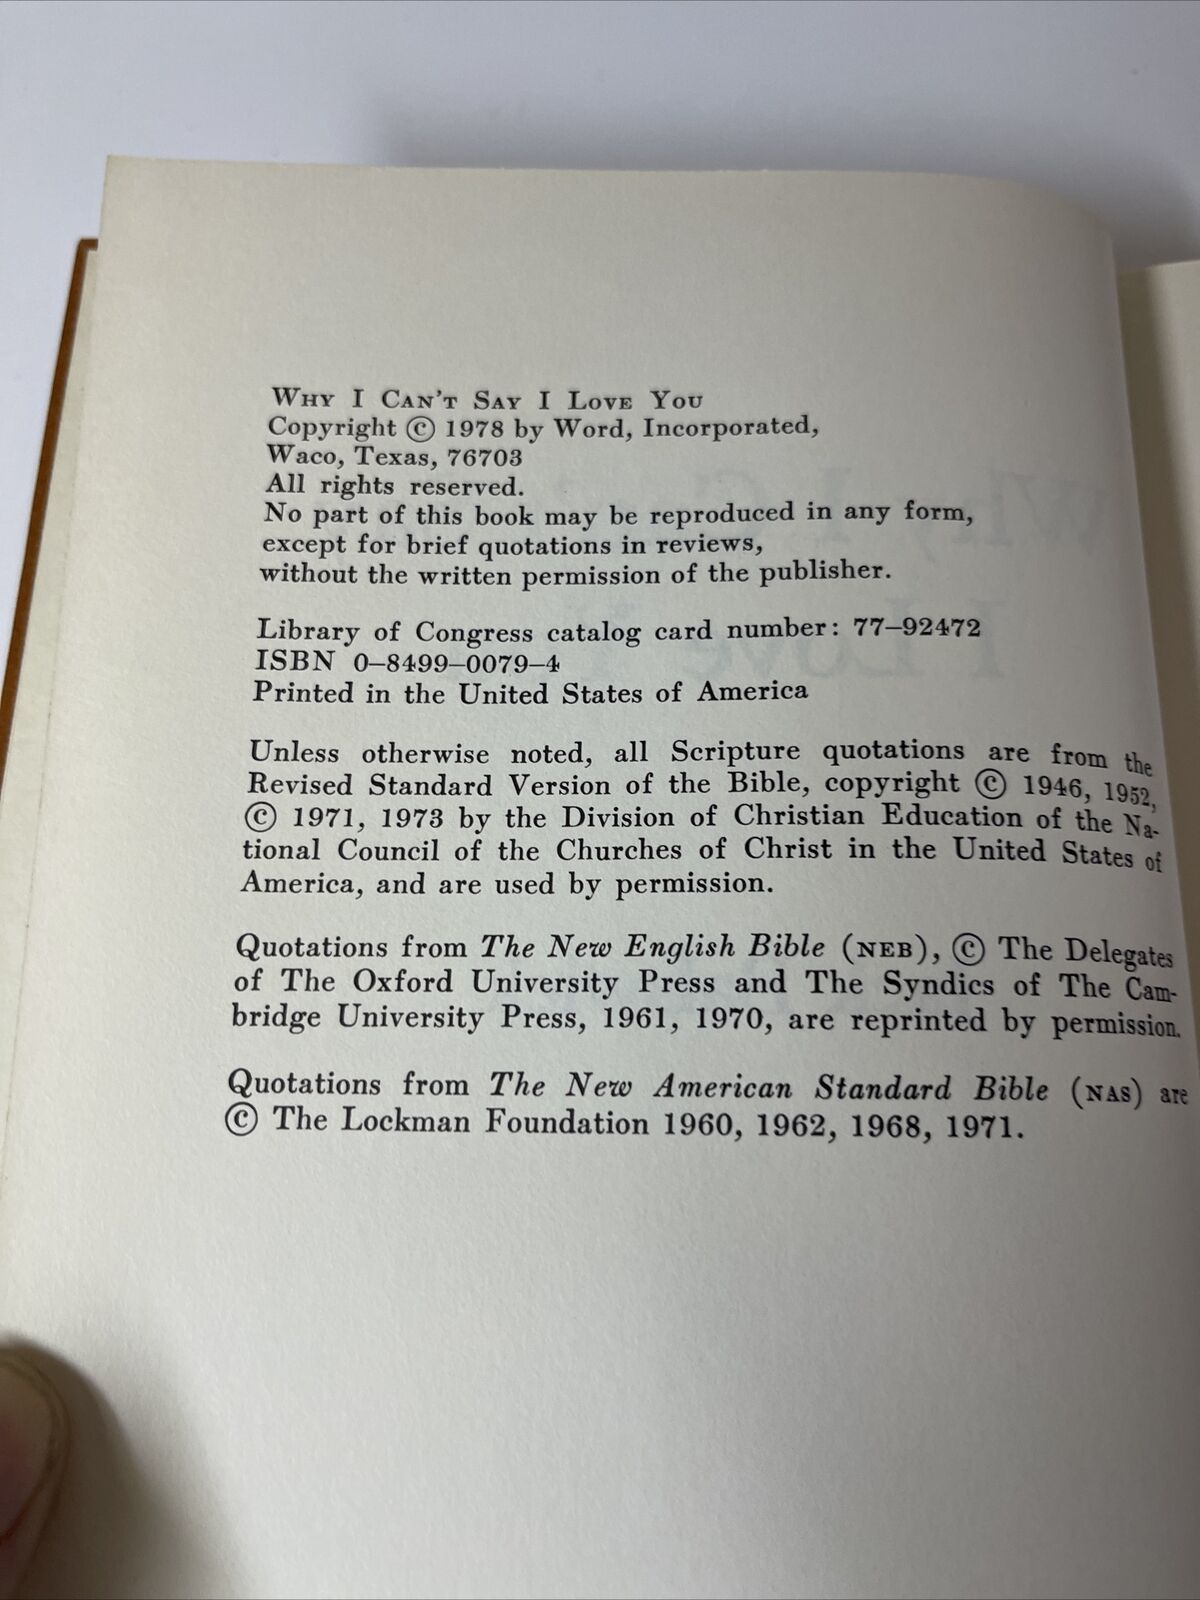 WHY I CAN'T SAY I LOVE YOU
Copyright © 1978 by Word, Incorporated,
Waco, Texas, 76703
All rights reserved.
No part of this book may be reproduced in any form,
except for brief quotations in reviews,
without the written permission of the publisher.
Library of Congress catalog card number: 77–92472
ISBN 0–8499–0079–4
Printed in the United States of America
Unless otherwise noted, all Scripture quotations are from the
Revised Standard Version of the Bible, copyright © 1946, 1952,
© 1971, 1973 by the Division of Christian Education of the Na-
tional Council of the Churches of Christ in the United States of
America, and are used by permission.
Quotations from The New English Bible (NEB), © The Delegates
of The Oxford University Press and The Syndics of The Cam-
bridge University Press, 1961, 1970, are reprinted by permission.
Quotations from The New American Standard Bible (NAS) are
© The Lockman Foundation 1960, 1962, 1968, 1971.